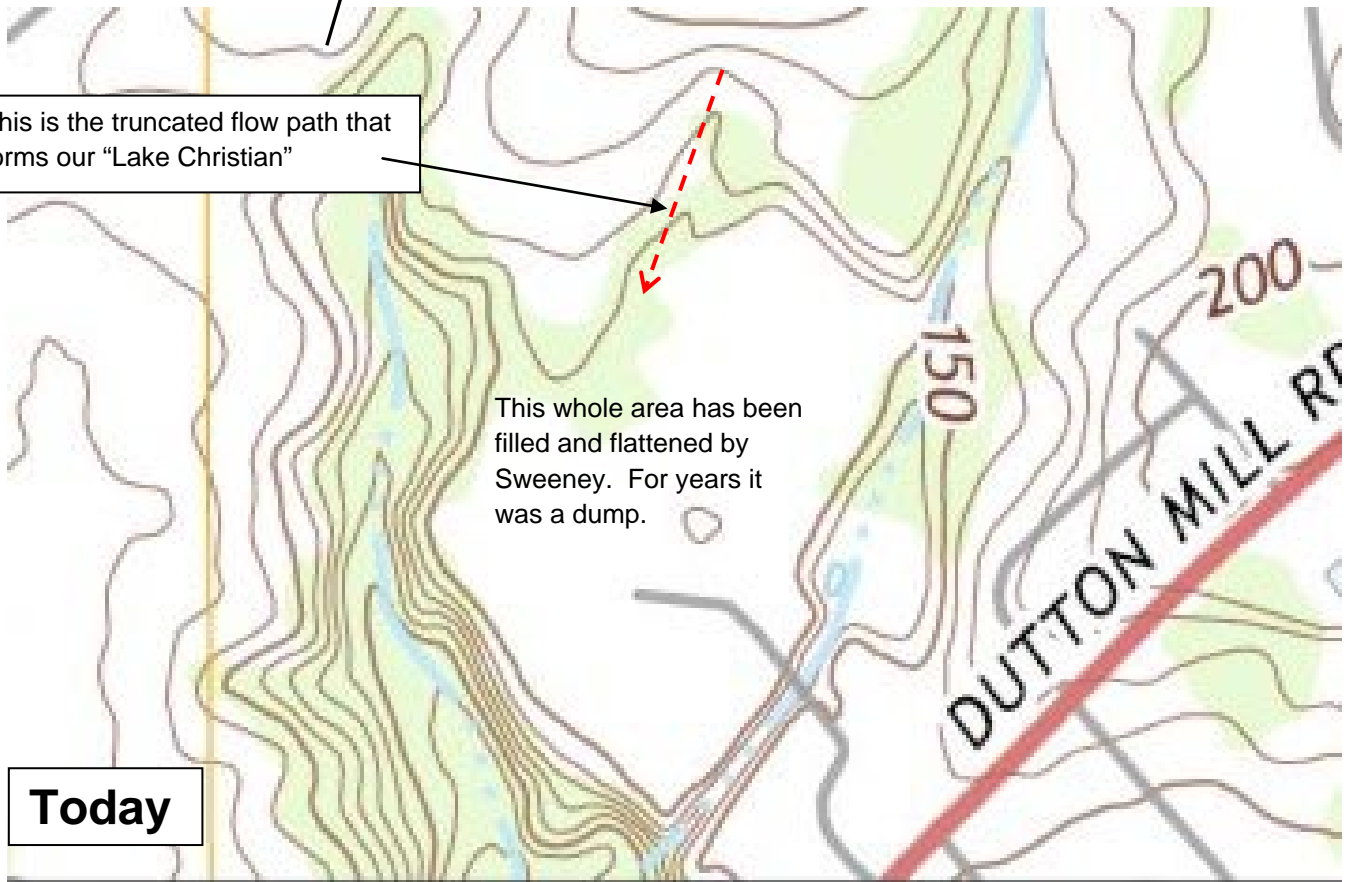 his is the truncated flow path that
orms our “Lake Christian”
200
150
This whole area has been
filled and flattened by
Sweeney. For years it
was a dump.
DUTTON MILL RD
Today